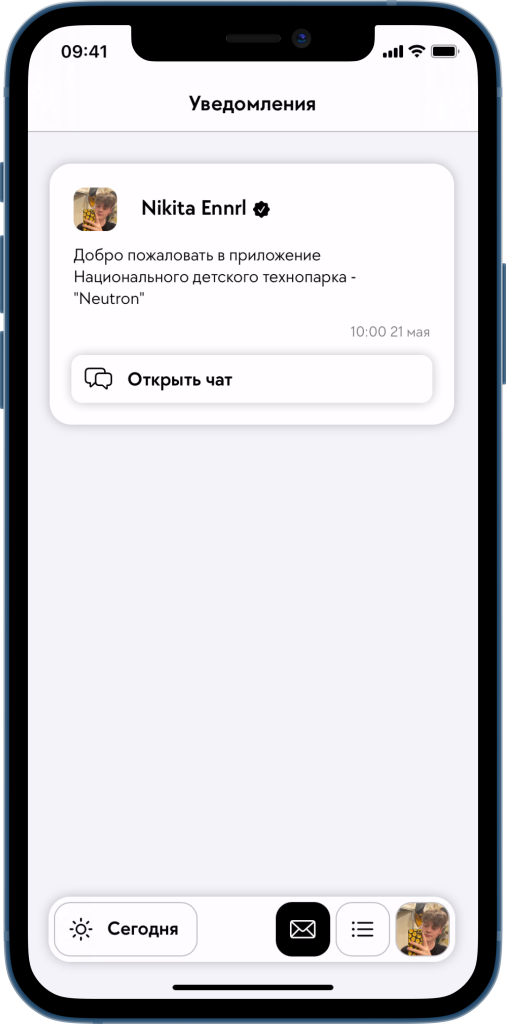 09:41
Уведомления
Nikita Ennrl
Добро пожаловать в приложение
Национального детского технопарка -
"Neutron"
10:00 21 мая
Открыть чат
Сегодня